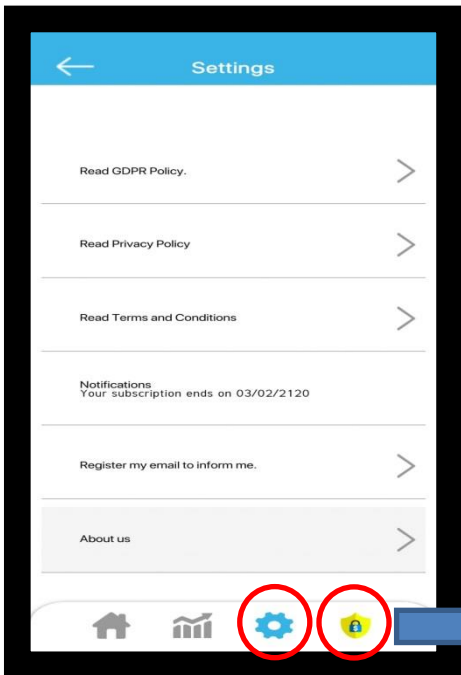 Settings
Read GDPR Policy.
Read Privacy Policy
Read Terms and Conditions
Notifications
Your subscription ends on 03/02/2120
Register my email to inform me.
About us